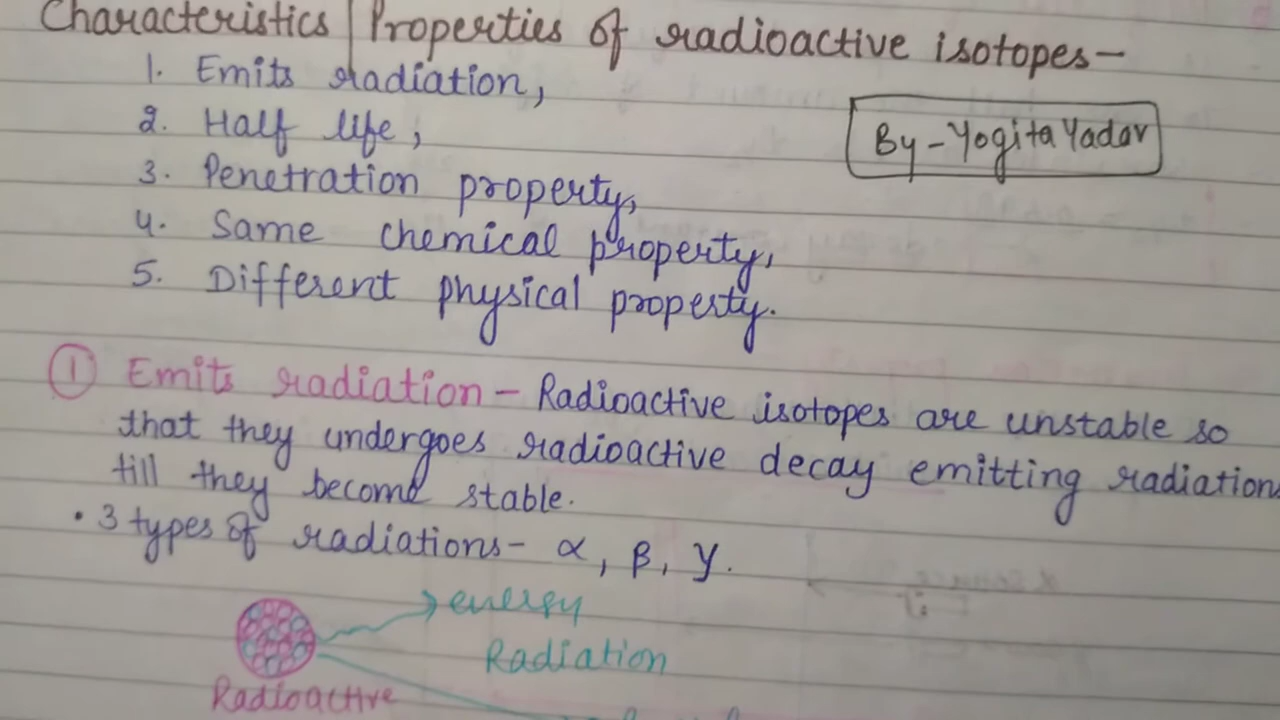 Characteristics | Properties of radioactive isotopes-
1. Emits radiation,
2. Half life,
By - Yogita Yadav
3. Penetration property,
4. Same chemical property,
5. Different physical property.
① Emits radiation - Radioactive isotopes are unstable so
that they undergoes radioactive decay emitting radiation
till they become stable.
• 3 types of radiations - α, β, γ.
energy
Radiation
Radioactive